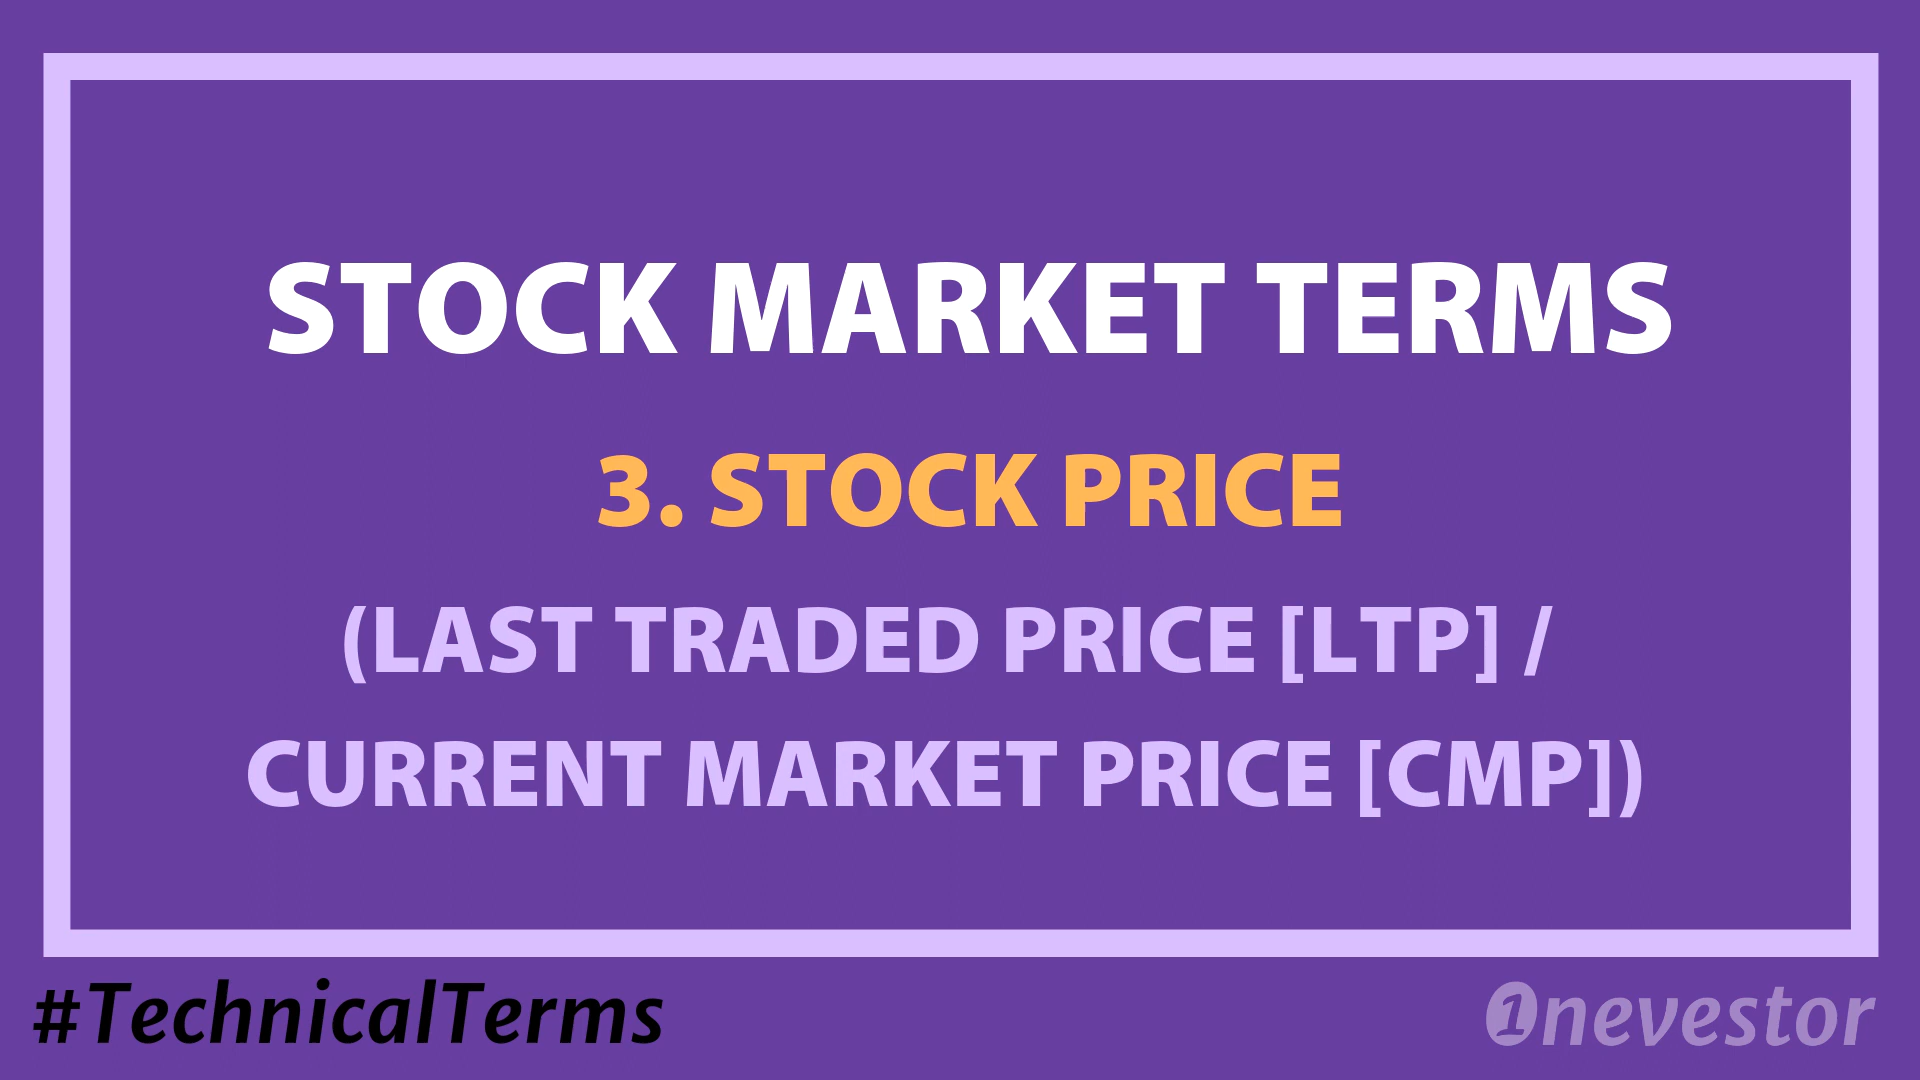 STOCK MARKET TERMS
3. STOCK PRICE
(LAST TRADED PRICE [LTP] /
CURRENT MARKET PRICE [CMP])
#TechnicalTerms
1nevestor